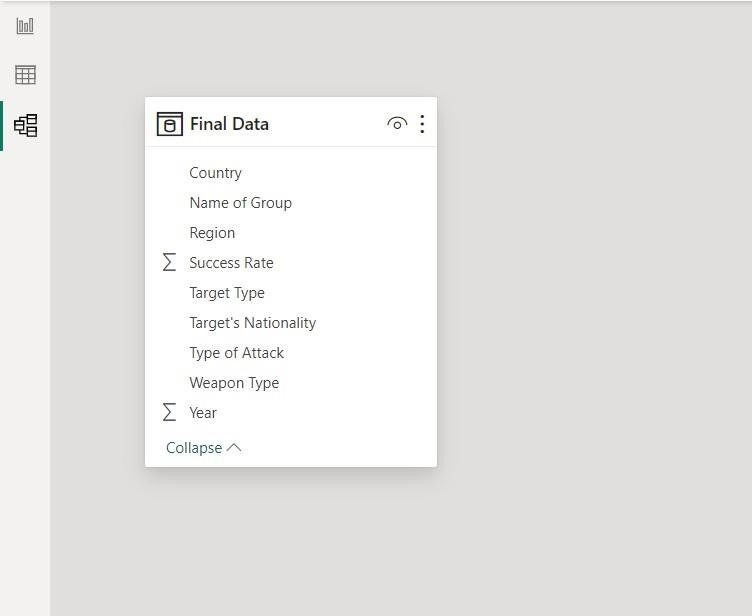 Final Data
Country
Name of Group
Region
Success Rate
Target Type
Target's Nationality
Type of Attack
Weapon Type
Year
Collapse